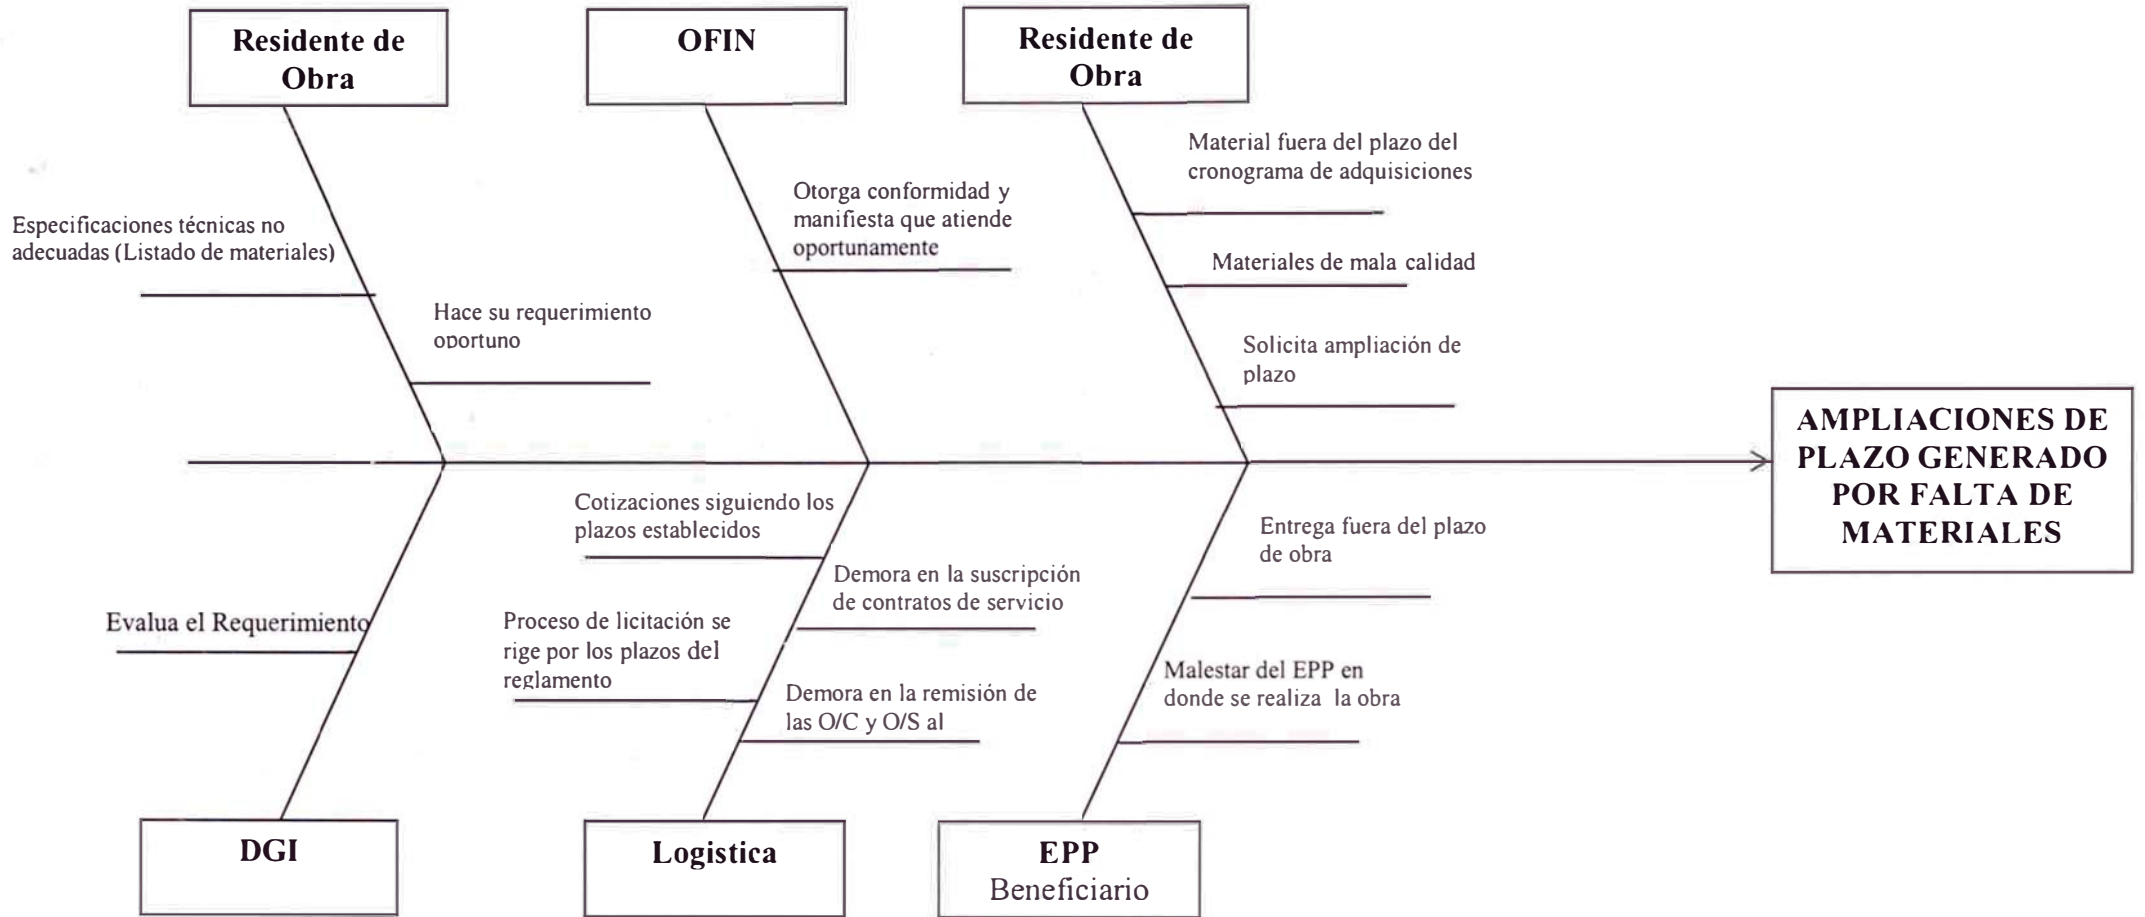 Residente de
Obra
OFIN
Residente de
Obra
Material fuera del plazo del
cronograma de adquisiciones
Otorga conformidad y
manifiesta que atiende
oportunamente
Especificaciones técnicas no
adecuadas (Listado de materiales)
Materiales de mala calidad
Hace su requerimiento
oportuno
Solicita ampliación de
plazo
AMPLIACIONES DE
PLAZO GENERADO
POR FALTA DE
MATERIALES
Cotizaciones siguiendo los
plazos establecidos
Entrega fuera del plazo
de obra
Demora en la suscripción
de contratos de servicio
Evalua el Requerimiento
Proceso de licitación se
rige por los plazos del
reglamento
Malestar del EPP en
donde se realiza la obra
Demora en la remisión de
las O/C y O/S al
DGI
Logistica
EPP
Beneficiario